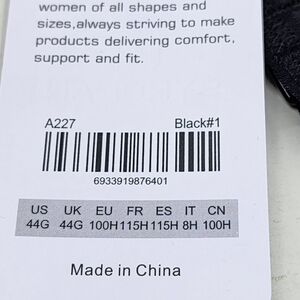 women of all shapes and
sizes,always striving to make
products delivering comfort,
support and fit.
A227 Black#1
6933919876401
US UK EU FR ES IT CN
44G 44G 100H 115H 115H 8H 100H
Made in China